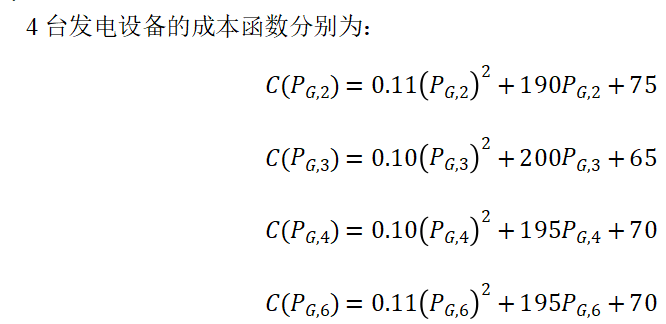 4 台发电设备的成本函数分别为：
C(P_{G,2}) = 0.11(P_{G,2})^2 + 190P_{G,2} + 75
C(P_{G,3}) = 0.10(P_{G,3})^2 + 200P_{G,3} + 65
C(P_{G,4}) = 0.10(P_{G,4})^2 + 195P_{G,4} + 70
C(P_{G,6}) = 0.11(P_{G,6})^2 + 195P_{G,6} + 70